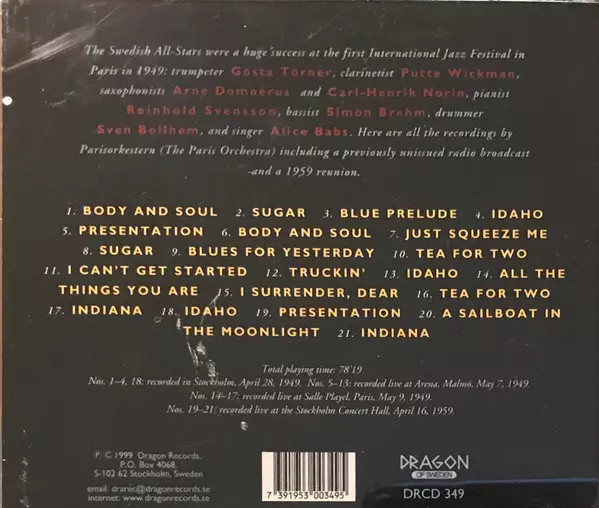 The Swedish All-Stars were a huge success at the first International Jazz Festival in
Paris in 1949: trumpeter Gösta Törner, clarinetist Putte Wickman,
saxophonists Arne Domnérus and Carl-Henrik Norin, pianist
Reinhold Svensson, bassist Simon Brehm, drummer
Sven Bollhem, and singer Alice Babs. Here are all the recordings by
Parisorkestern (The Paris Orchestra) including a previously unissued radio broadcast
and a 1959 reunion.
1. BODY AND SOUL 2. SUGAR 3. BLUE PRELUDE 4. IDAHO
5. PRESENTATION 6. BODY AND SOUL 7. JUST SQUEEZE ME
8. SUGAR 9. BLUES FOR YESTERDAY 10. TEA FOR TWO
11. I CAN'T GET STARTED 12. TRUCKIN' 13. IDAHO 14. ALL THE
THINGS YOU ARE 15. I SURRENDER, DEAR 16. TEA FOR TWO
17. INDIANA 18. IDAHO 19. PRESENTATION 20. A SAILBOAT IN
THE MOONLIGHT 21. INDIANA
Total playing time: 78'19
Nos. 1-4, 18: recorded in Stockholm, April 28, 1949. Nos. 5-13: recorded live at Arena, Malmö, May 7, 1949.
Nos. 14-17: recorded live at Salle Playel, Paris, May 9, 1949.
Nos. 19-21: recorded live at the Stockholm Concert Hall, April 16, 1959.
℗ © 1999 Dragon Records.
P.O. Box 4068,
S-102 62 Stockholm, Sweden
email: drarec@dragonrecords.se
internet: www.dragonrecords.se
7 391953 003495
DRAGON
OF SWEDEN
DRCD 349